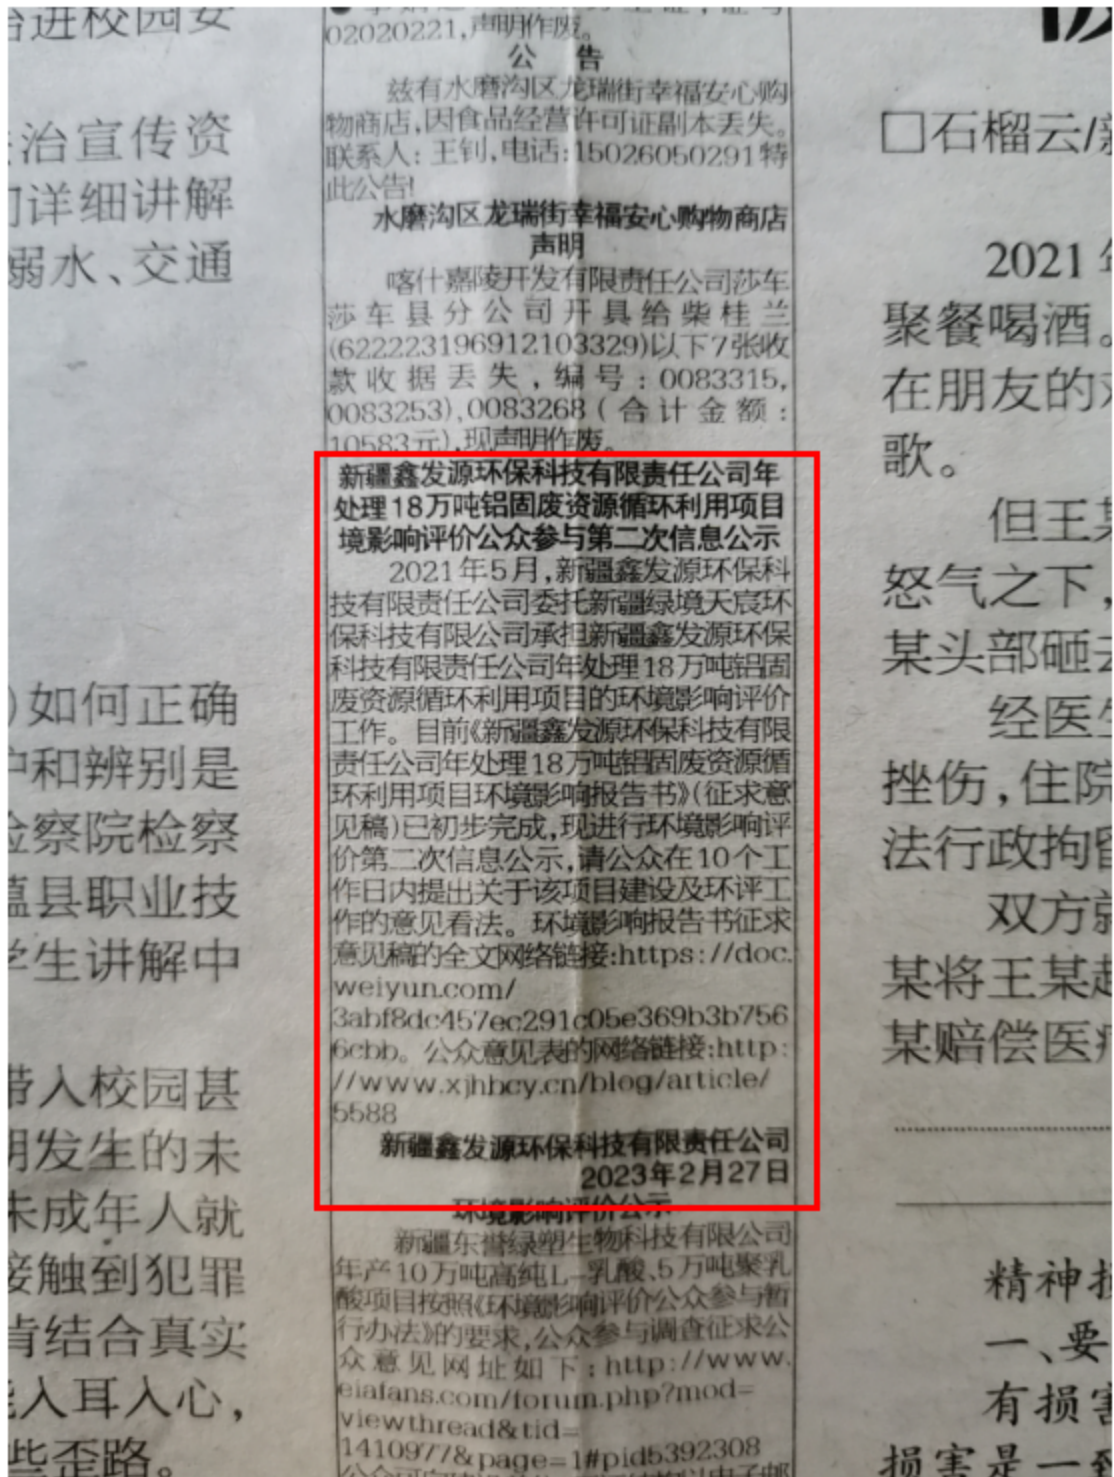 治进校园安
法治宣传资
们详细讲解
溺水、交通
)如何正确
护和辨别是
检察院检察
蕴县职业技
学生讲解中
带入校园甚
期发生的未
未成年人就
接触到犯罪
肯结合真实
能入耳入心，
些歪路。
02020221,声明作废。
公 告
兹有水磨沟区龙瑞街幸福安心购
物商店,因食品经营许可证副本丢失。
联系人:王钊,电话:15026050291特
此公告!
水磨沟区龙瑞街幸福安心购物商店
声明
喀什嘉陵开发有限责任公司莎车
莎车县分公司开具给柴桂兰
(622223196912103329)以下7张收
款收据丢失,编号:0083315,
0083253),0083268(合计金额:
10583元),现声明作废。
新疆鑫发源环保科技有限责任公司年
处理18万吨铝固废资源循环利用项目
境影响评价公众参与第二次信息公示
2021年5月,新疆鑫发源环保科
技有限责任公司委托新疆绿境天宸环
保科技有限公司承担新疆鑫发源环保
科技有限责任公司年处理18万吨铝固
废资源循环利用项目的环境影响评价
工作。目前《新疆鑫发源环保科技有限
责任公司年处理18万吨铝固废资源循
环利用项目环境影响报告书》(征求意
见稿)已初步完成,现进行环境影响评
价第二次信息公示,请公众在10个工
作日内提出关于该项目建设及环评工
作的意见看法。环境影响报告书征求
意见稿的全文网络链接:https://doc.
weiyun.com/
3abf8dc457ec291c05e369b3b756
6cbb。公众意见表的网络链接:http:
//www.xjhbcy.cn/blog/article/
5588
新疆鑫发源环保科技有限责任公司
2023年2月27日
环境影响评价公示
新疆东誉绿塑生物科技有限公司
年产10万吨高纯L-乳酸、5万吨聚乳
酸项目按照《环境影响评价公众参与暂
行办法》的要求,公众参与调查征求公
众意见网址如下:http://www.
eiafans.com/forum.php?mod=
viewthread&tid=
1410977&page=1#pid5392308
□石榴云/新
2021年
聚餐喝酒。
在朋友的
歌。
但王某
怒气之下，
某头部砸
经医生
挫伤,住院
法行政拘留
双方就
某将王某起
某赔偿医疗
精神损
一、要
有损害
损害是一